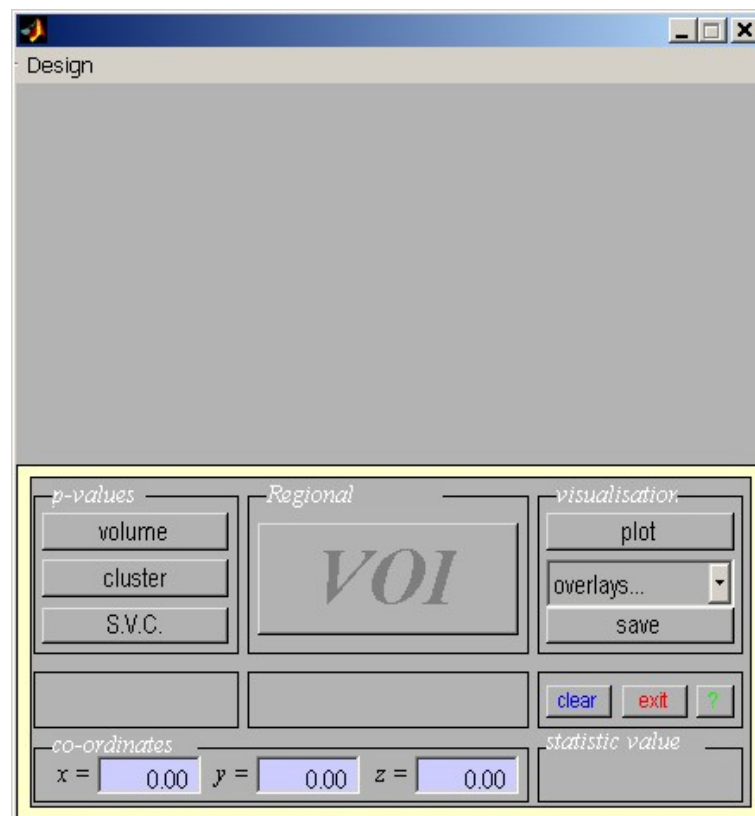 Design
p-values
Regional
visualisation
volume
VOI
plot
cluster
overlays...
S.V.C.
save
clear exit ?
co-ordinates
statistic value
x = 0.00 y = 0.00 z = 0.00